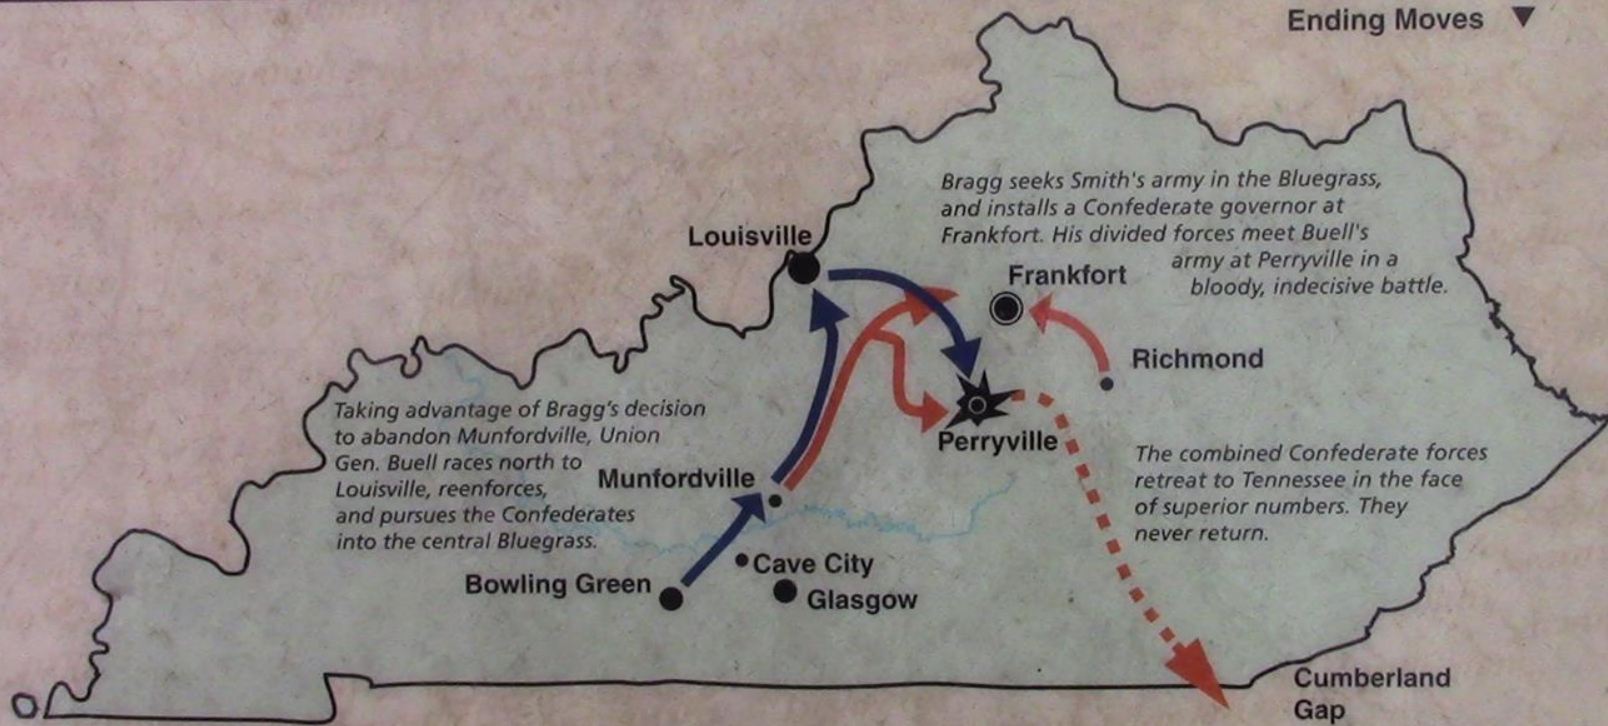 Ending Moves ▼
Bragg seeks Smith's army in the Bluegrass,
and installs a Confederate governor at
Frankfort. His divided forces meet Buell's
army at Perryville in a
bloody, indecisive battle.
Louisville
Frankfort
Richmond
Taking advantage of Bragg's decision
to abandon Munfordville, Union
Gen. Buell races north to
Louisville, reenforces,
and pursues the Confederates
into the central Bluegrass.
Munfordville
Perryville
The combined Confederate forces
retreat to Tennessee in the face
of superior numbers. They
never return.
Bowling Green
Cave City
Glasgow
Cumberland
Gap